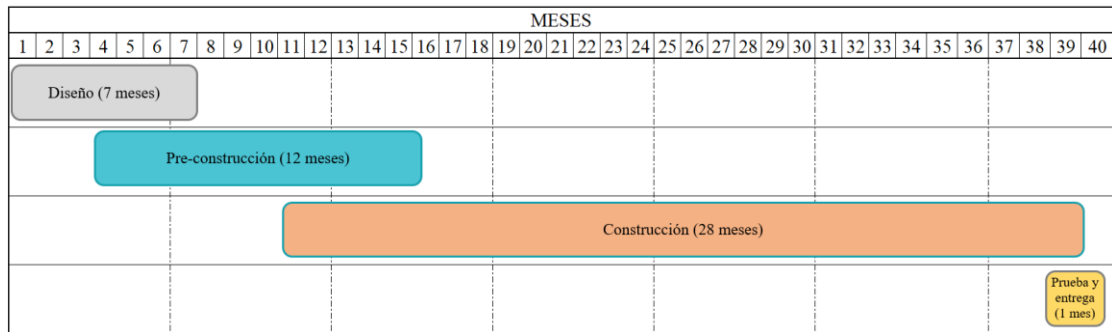 MESES
1 2 3 4 5 6 7 8 9 10 11 12 13 14 15 16 17 18 19 20 21 22 23 24 25 26 27 28 29 30 31 32 33 34 35 36 37 38 39 40
Diseño (7 meses)
Pre-construcción (12 meses)
Construcción (28 meses)
Prueba y
entrega
(1 mes)